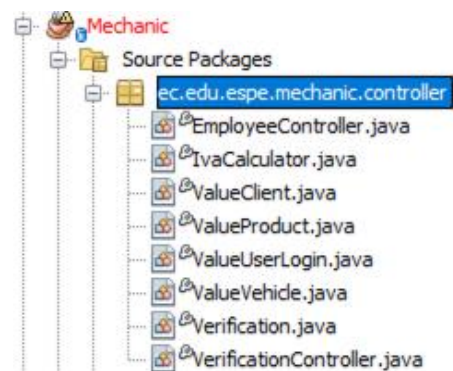 Mechanic
Source Packages
ec.edu.espe.mechanic.controller
EmployeeController.java
IvaCalculator.java
ValueClient.java
ValueProduct.java
ValueUserLogin.java
ValueVehicle.java
Verification.java
VerificationController.java